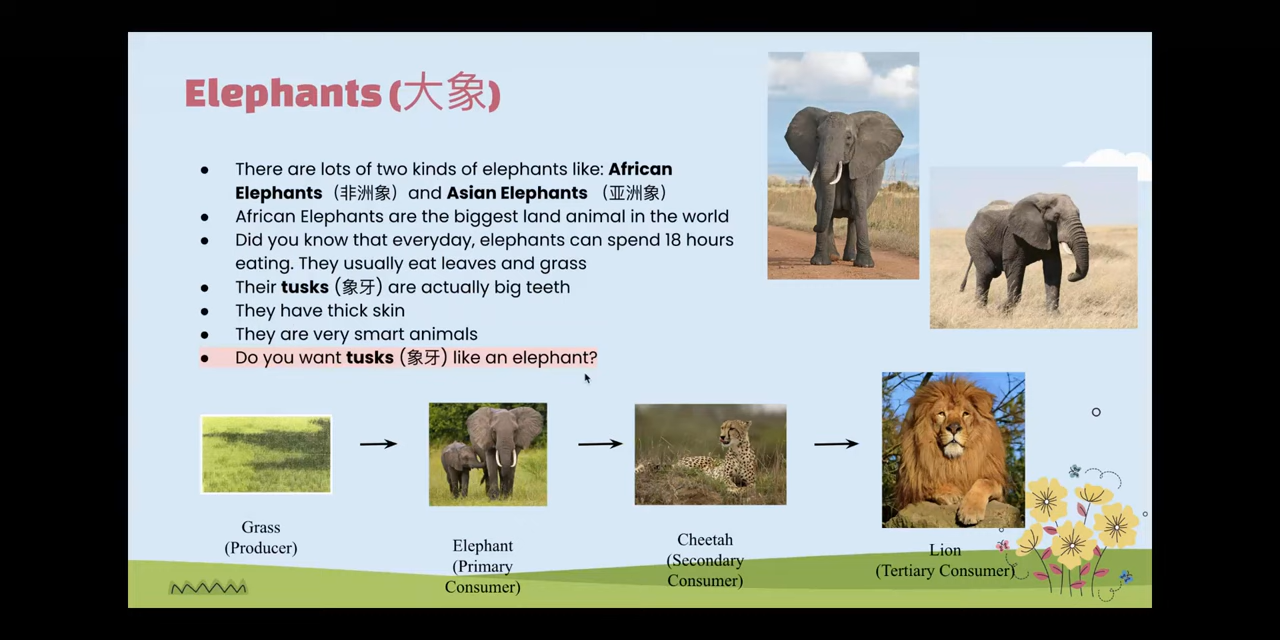 Elephants (大象)
● There are lots of two kinds of elephants like: African
Elephants （非洲象） and Asian Elephants （亚洲象）
● African Elephants are the biggest land animal in the world
● Did you know that everyday, elephants can spend 18 hours
eating. They usually eat leaves and grass
● Their tusks (象牙) are actually big teeth
● They have thick skin
● They are very smart animals
● Do you want tusks (象牙) like an elephant?
Grass
(Producer)
Elephant
(Primary
Consumer)
Cheetah
(Secondary
Consumer)
Lion
(Tertiary Consumer)